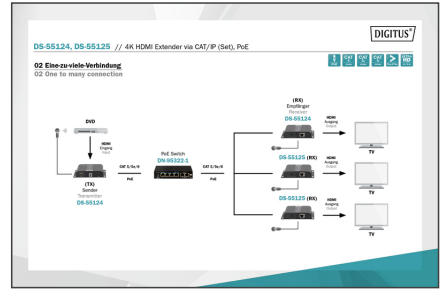 DIGITUS®
DS-55124, DS-55125 // 4K HDMI Extender via CAT/IP (Set), PoE
02 Eine-zu-viele-Verbindung
02 One to many connection
DVD
HDMI
Eingang
Input
(TX)
Sender
Transmitter
DS-55124
CAT 5/5e/6
PoE
PoE Switch
DN-95322-1
CAT 5/5e/6
PoE
(RX)
Empfänger
Receiver
DS-55124
HDMI
Ausgang
Output
TV
DS-55125 (RX)
HDMI
Ausgang
Output
TV
DS-55125 (RX)
HDMI
Ausgang
Output
TV